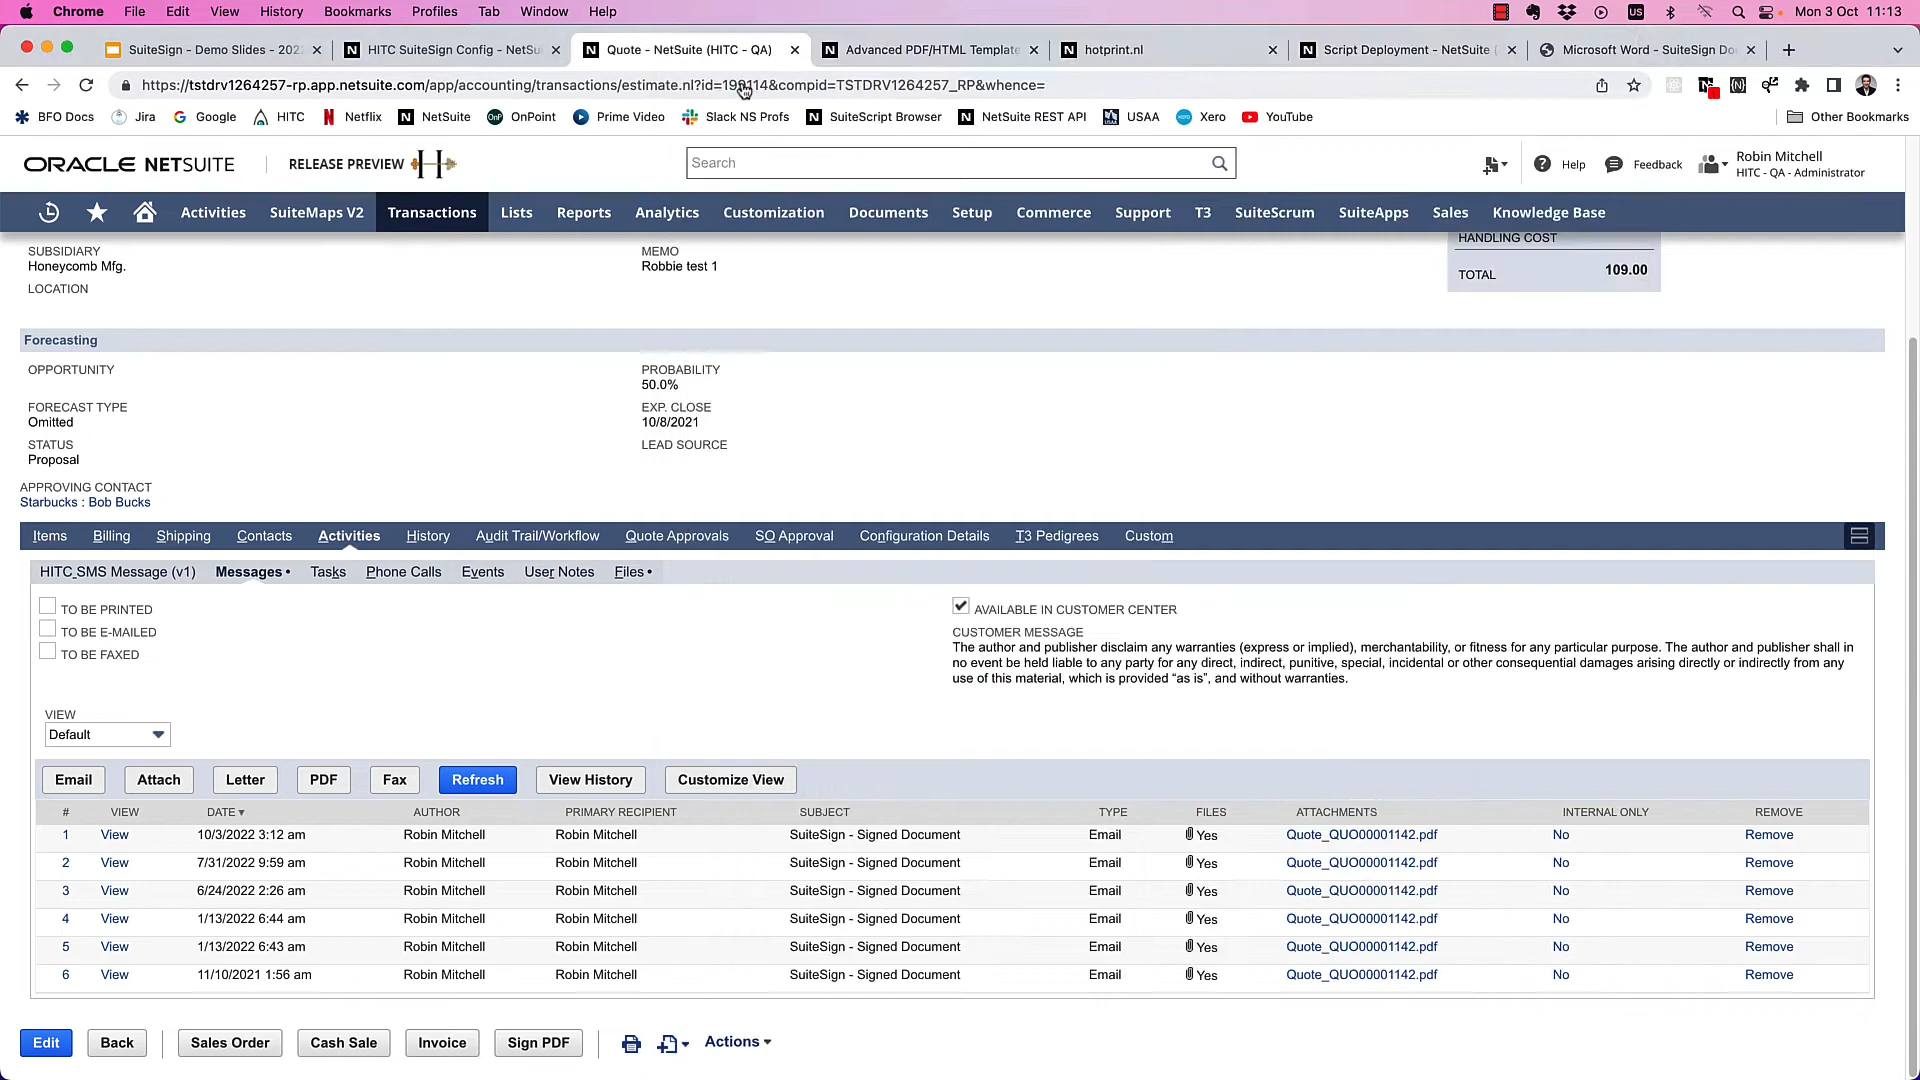 Chrome File Edit View History Bookmarks Profiles Tab Window Help US Mon 3 Oct 11:13
SuiteSign - Demo Slides - 202 HITC SuiteSign Config - NetSu Quote - NetSuite (HITC - QA) Advanced PDF/HTML Template hotprint.nl Script Deployment - NetSuite ( Microsoft Word - SuiteSign Do
https://tstdrv1264257-rp.app.netsuite.com/app/accounting/transactions/estimate.nl?id=199114&compid=TSTDRV1264257_RP&whence=
BFO Docs Jira Google HITC Netflix NetSuite OnPoint Prime Video Slack NS Profs SuiteScript Browser NetSuite REST API USAA Xero YouTube Other Bookmarks
ORACLE NETSUITE RELEASE PREVIEW H Search Help Feedback Robin Mitchell
HITC - QA - Administrator
Activities SuiteMaps V2 Transactions Lists Reports Analytics Customization Documents Setup Commerce Support T3 SuiteScrum SuiteApps Sales Knowledge Base
HANDLING COST
SUBSIDIARY MEMO
Honeycomb Mfg. Robbie test 1
TOTAL 109.00
LOCATION
Forecasting
OPPORTUNITY PROBABILITY
50.0%
FORECAST TYPE EXP. CLOSE
Omitted 10/8/2021
STATUS LEAD SOURCE
Proposal
APPROVING CONTACT
Starbucks : Bob Bucks
Items Billing Shipping Contacts Activities History Audit Trail/Workflow Quote Approvals SO Approval Configuration Details T3 Pedigrees Custom
HITC_SMS Message (v1) Messages • Tasks Phone Calls Events User Notes Files •
TO BE PRINTED AVAILABLE IN CUSTOMER CENTER
TO BE E-MAILED CUSTOMER MESSAGE
The author and publisher disclaim any warranties (express or implied), merchantability, or fitness for any particular purpose. The author and publisher shall in
TO BE FAXED no event be held liable to any party for any direct, indirect, punitive, special, incidental or other consequential damages arising directly or indirectly from any
use of this material, which is provided “as is”, and without warranties.
VIEW
Default
Email Attach Letter PDF Fax Refresh View History Customize View
# VIEW DATE AUTHOR PRIMARY RECIPIENT SUBJECT TYPE FILES ATTACHMENTS INTERNAL ONLY REMOVE
1 View 10/3/2022 3:12 am Robin Mitchell Robin Mitchell SuiteSign - Signed Document Email Yes Quote_QUO00001142.pdf No Remove
2 View 7/31/2022 9:59 am Robin Mitchell Robin Mitchell SuiteSign - Signed Document Email Yes Quote_QUO00001142.pdf No Remove
3 View 6/24/2022 2:26 am Robin Mitchell Robin Mitchell SuiteSign - Signed Document Email Yes Quote_QUO00001142.pdf No Remove
4 View 1/13/2022 6:44 am Robin Mitchell Robin Mitchell SuiteSign - Signed Document Email Yes Quote_QUO00001142.pdf No Remove
5 View 1/13/2022 6:43 am Robin Mitchell Robin Mitchell SuiteSign - Signed Document Email Yes Quote_QUO00001142.pdf No Remove
6 View 11/10/2021 1:56 am Robin Mitchell Robin Mitchell SuiteSign - Signed Document Email Yes Quote_QUO00001142.pdf No Remove
Edit Back Sales Order Cash Sale Invoice Sign PDF Actions